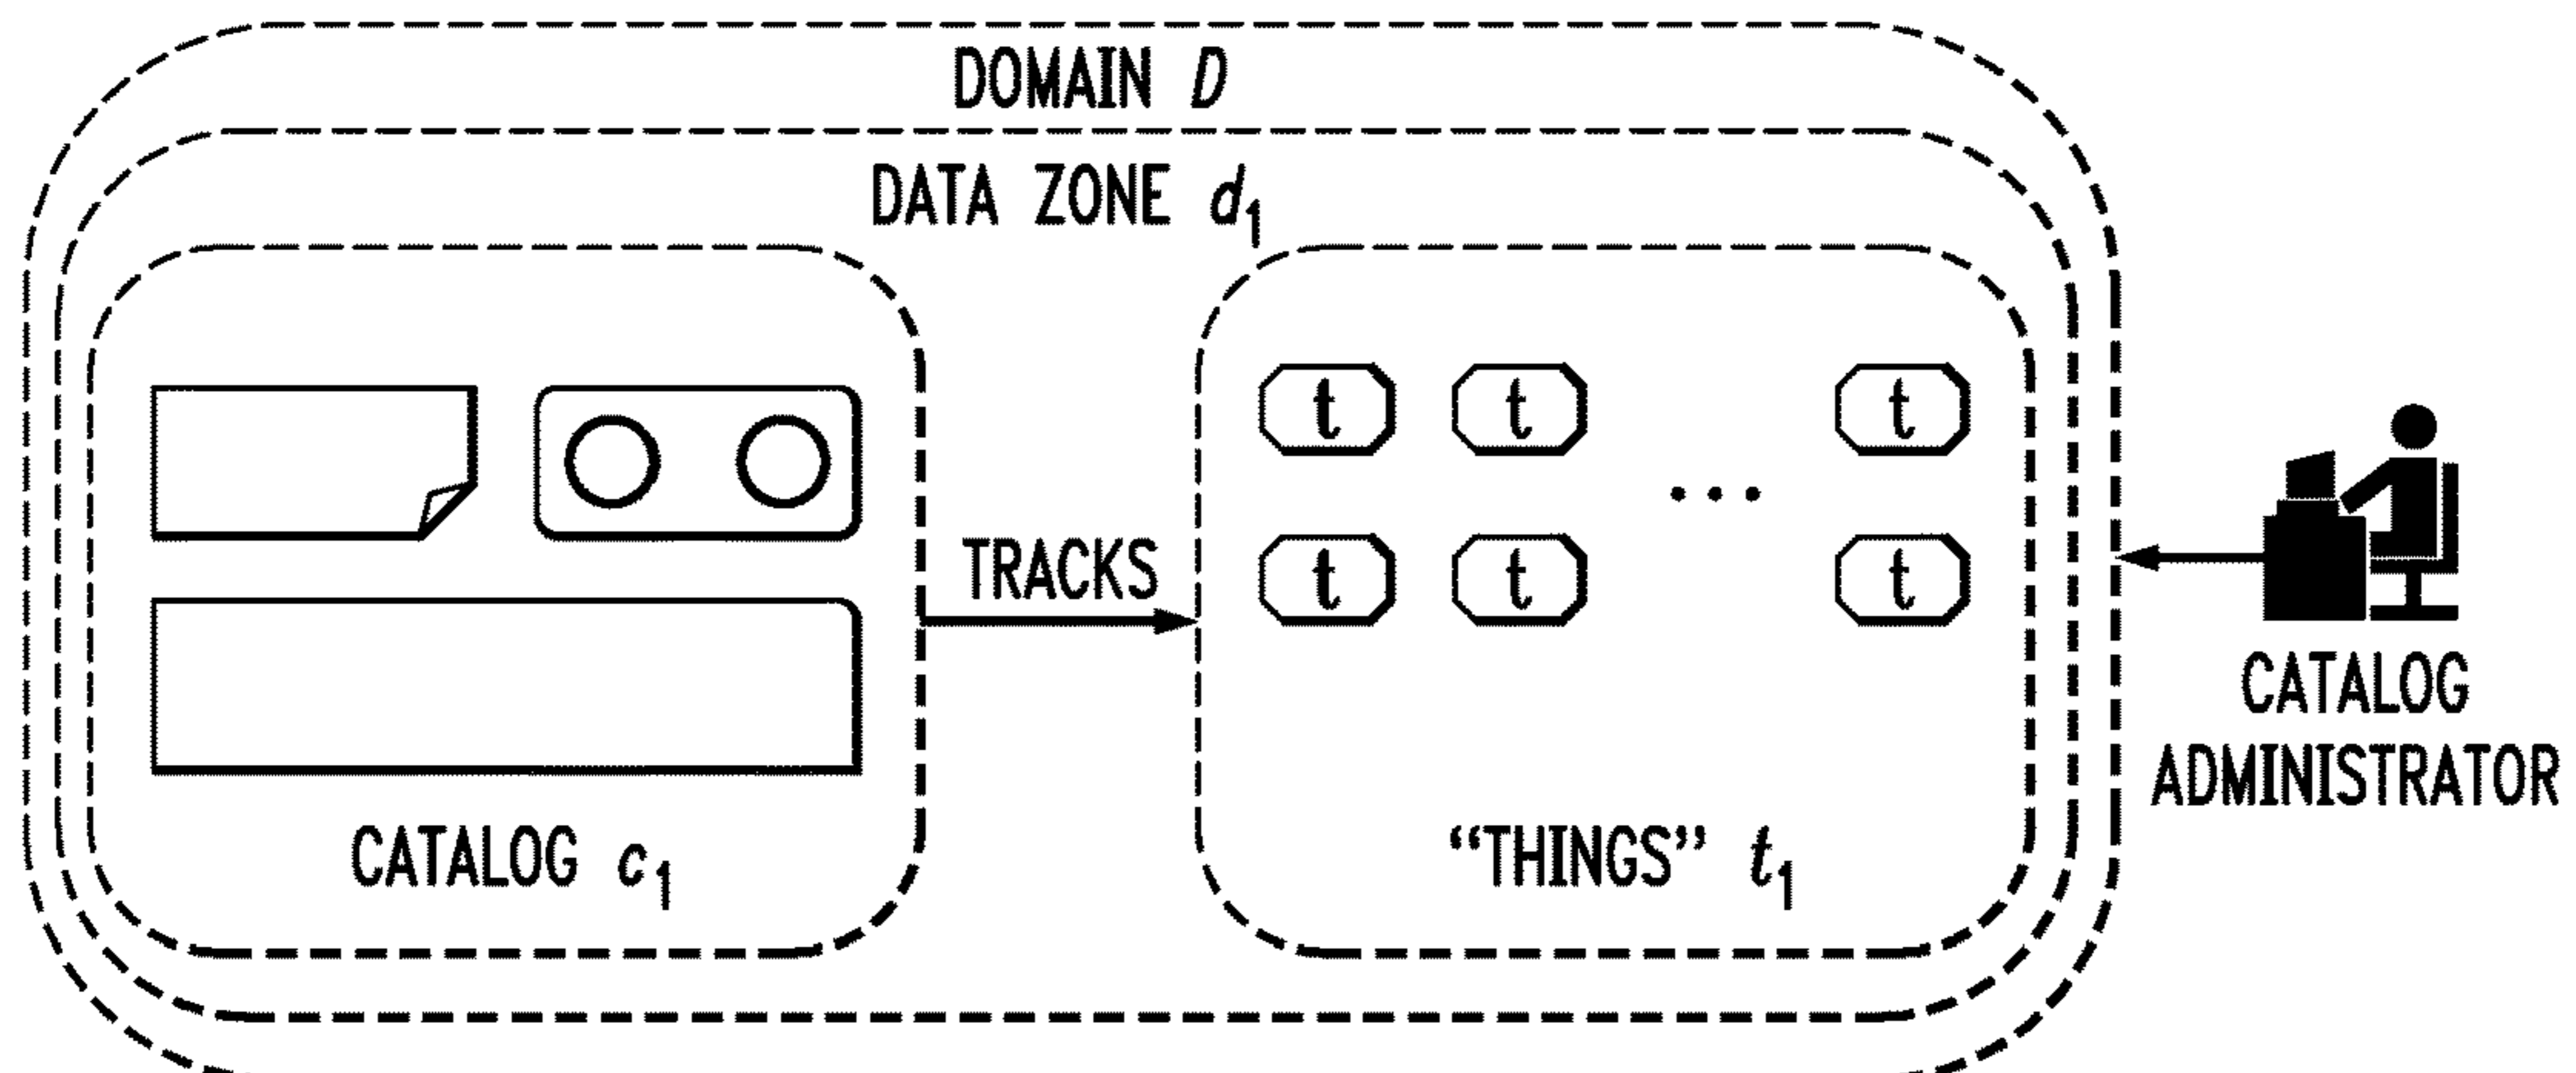 DOMAIN D
DATA ZONE d1
t t t
...
t t t
TRACKS
CATALOG c1
“THINGS” t1
CATALOG
ADMINISTRATOR